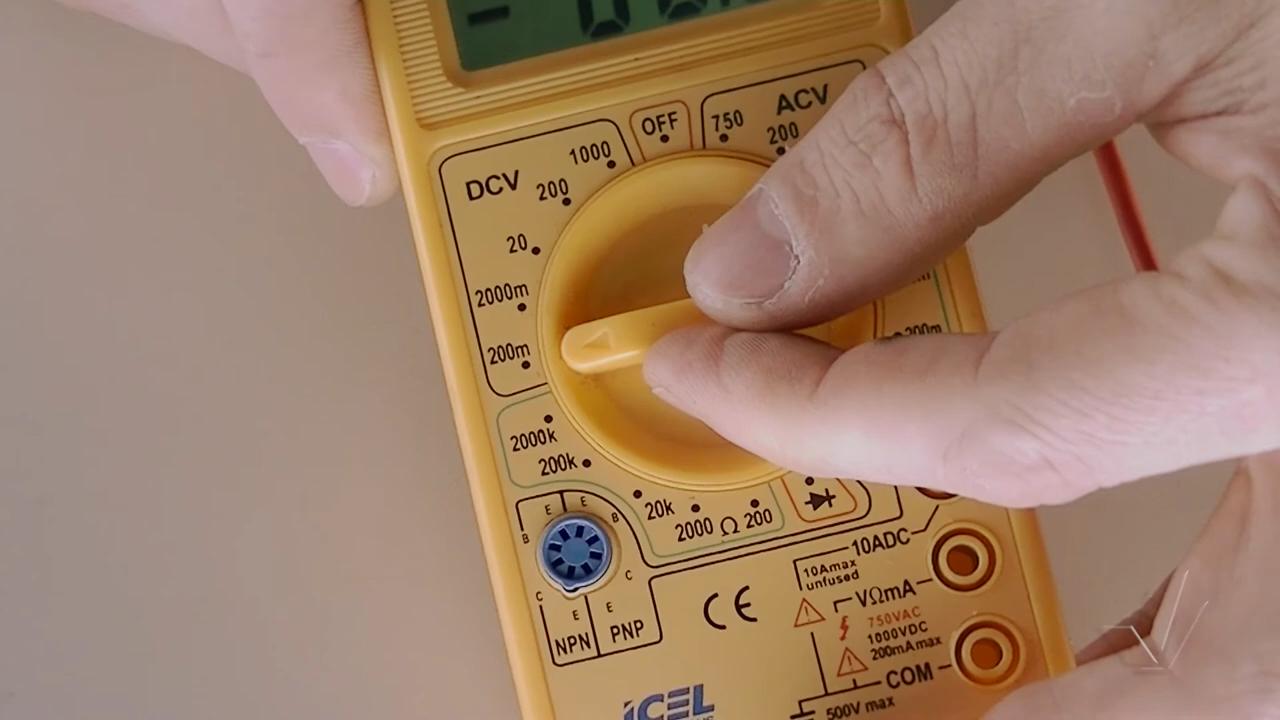 OFF
750
ACV
200
DCV
1000
200
20
2000m
200m
200m
2000k
200k
20k
2000 Ω 200
E
E
B
B
C
C
E
E
NPN
PNP
CE
10ADC
10Amax
unfused
VΩmA
750VAC
1000VDC
200mAmax
COM
500V max
ICEL